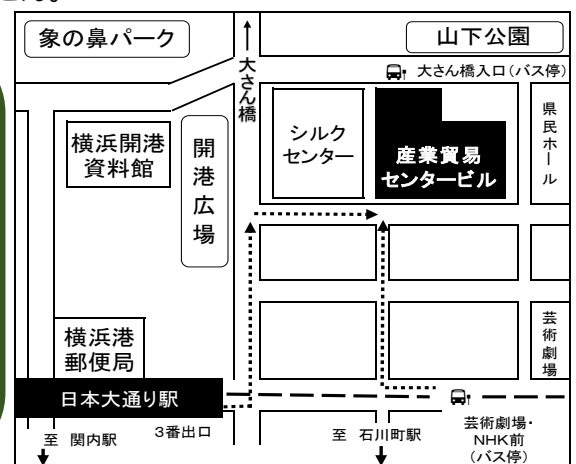 象の鼻パーク
大さん橋
山下公園
大さん橋入口（バス停）
横浜開港
資料館
開港広場
シルク
センター
産業貿易
センタービル
県民ホール
横浜港
郵便局
芸術劇場
日本大通り駅
至 関内駅
3番出口
至 石川町駅
芸術劇場・
NHK前
（バス停）